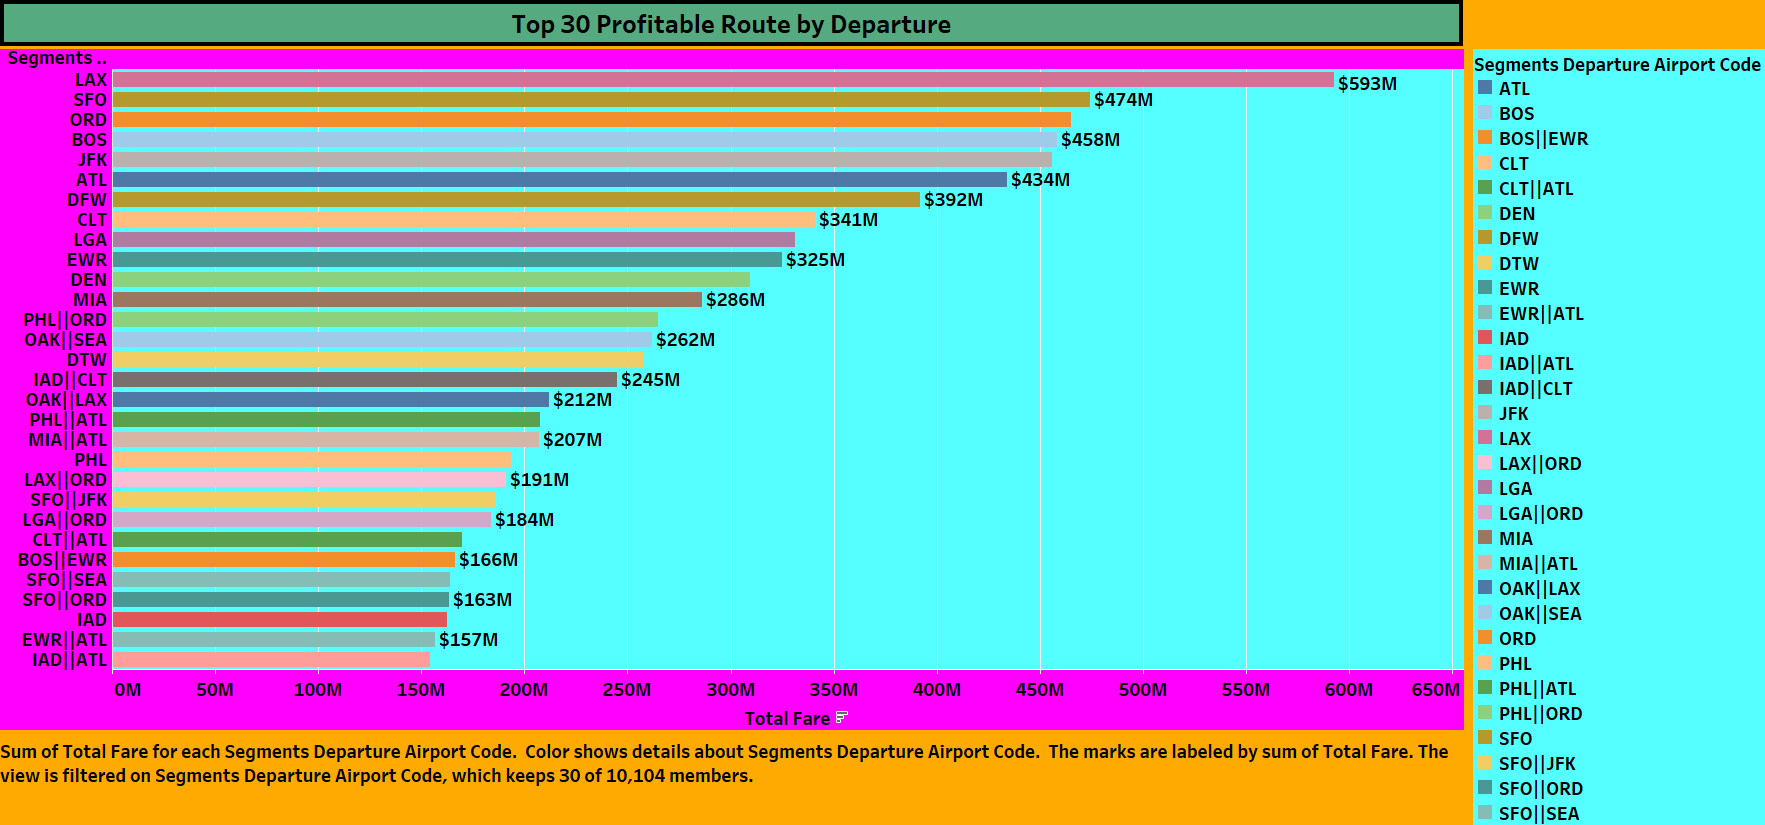 Top 30 Profitable Route by Departure
Segments ..
LAX
$593M
SFO
$474M
ORD
BOS
$458M
JFK
ATL
$434M
DFW
$392M
CLT
$341M
LGA
EWR
$325M
DEN
MIA
$286M
PHL||ORD
OAK||SEA
$262M
DTW
IAD||CLT
$245M
OAK||LAX
$212M
PHL||ATL
MIA||ATL
$207M
PHL
LAX||ORD
$191M
SFO||JFK
LGA||ORD
$184M
CLT||ATL
BOS||EWR
$166M
SFO||SEA
SFO||ORD
$163M
IAD
EWR||ATL
$157M
IAD||ATL
0M 50M 100M 150M 200M 250M 300M 350M 400M 450M 500M 550M 600M 650M
Total Fare
Sum of Total Fare for each Segments Departure Airport Code. Color shows details about Segments Departure Airport Code. The marks are labeled by sum of Total Fare. The
view is filtered on Segments Departure Airport Code, which keeps 30 of 10,104 members.
Segments Departure Airport Code
ATL
BOS
BOS||EWR
CLT
CLT||ATL
DEN
DFW
DTW
EWR
EWR||ATL
IAD
IAD||ATL
IAD||CLT
JFK
LAX
LAX||ORD
LGA
LGA||ORD
MIA
MIA||ATL
OAK||LAX
OAK||SEA
ORD
PHL
PHL||ATL
PHL||ORD
SFO
SFO||JFK
SFO||ORD
SFO||SEA